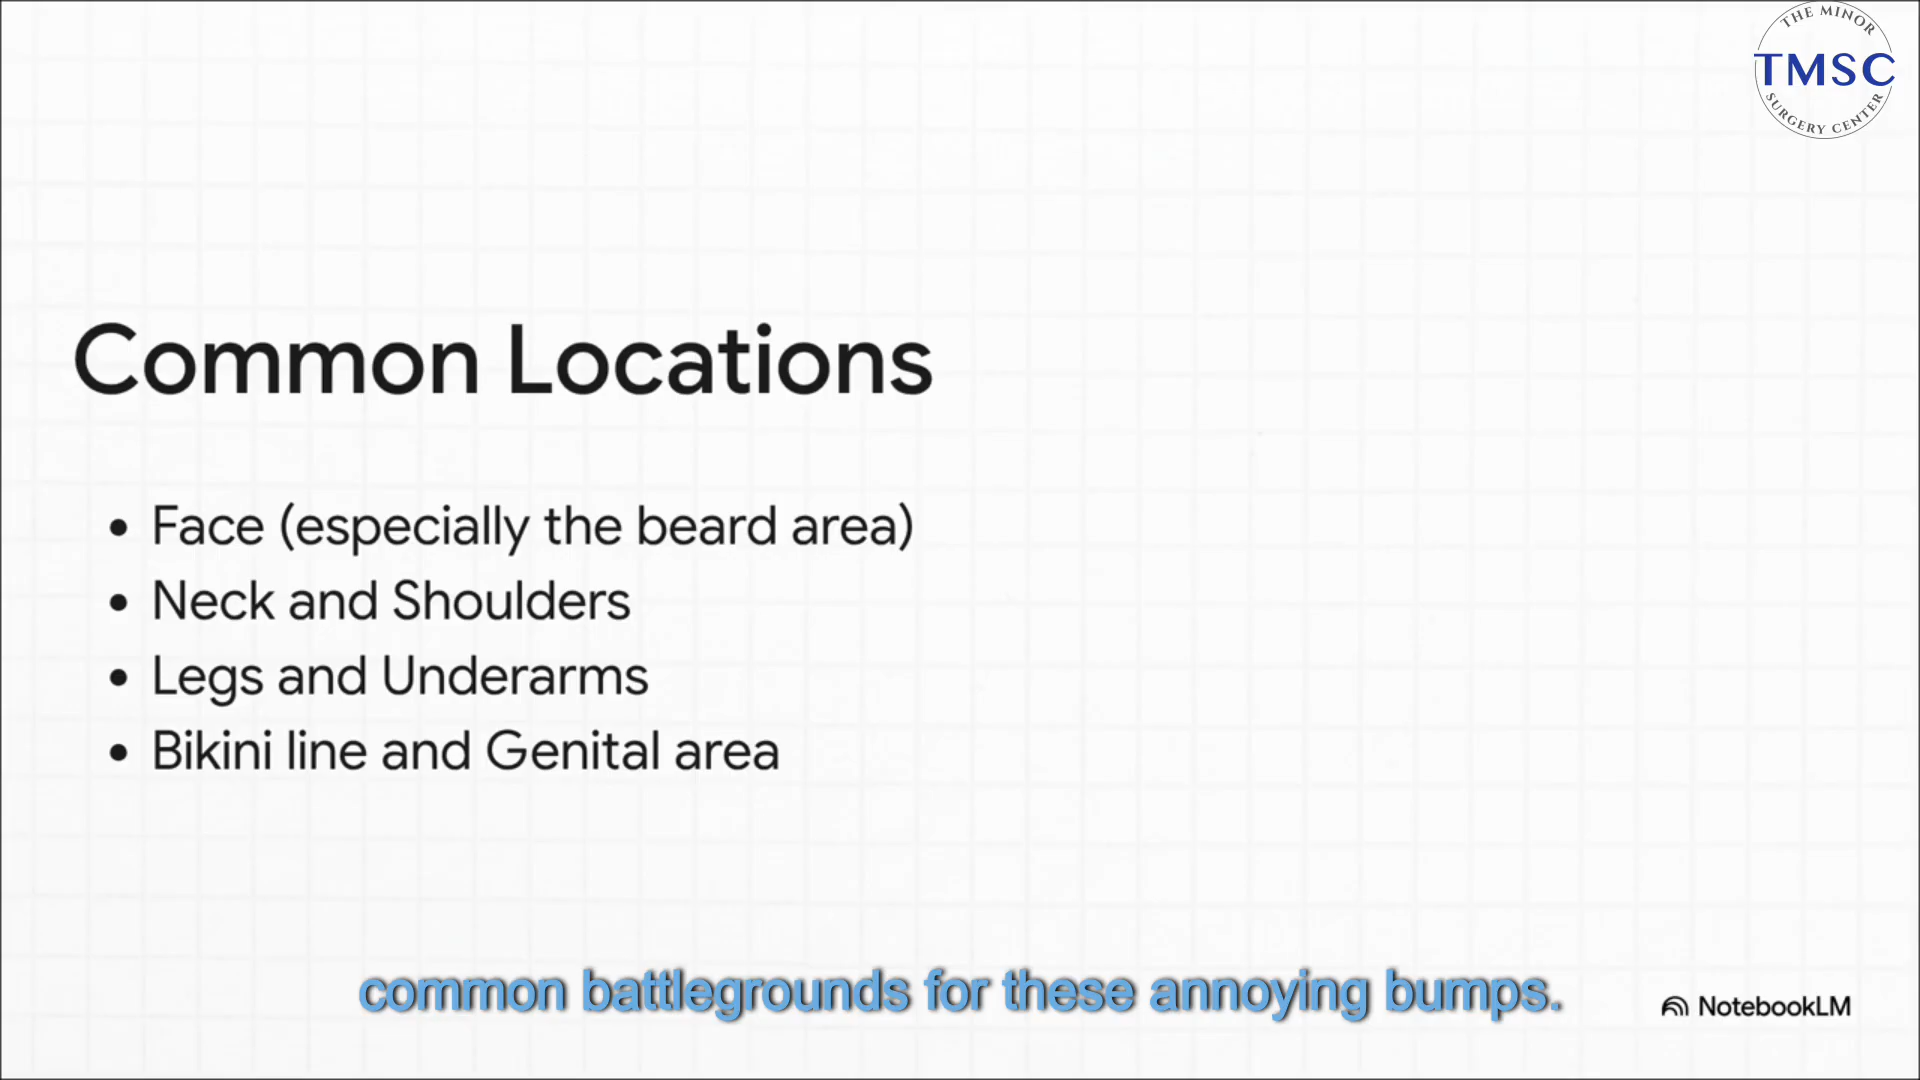 THE MINOR
TMSC
SURGERY CENTER
Common Locations
• Face (especially the beard area)
• Neck and Shoulders
• Legs and Underarms
• Bikini line and Genital area
common battlegrounds for these annoying bumps.
NotebookLM